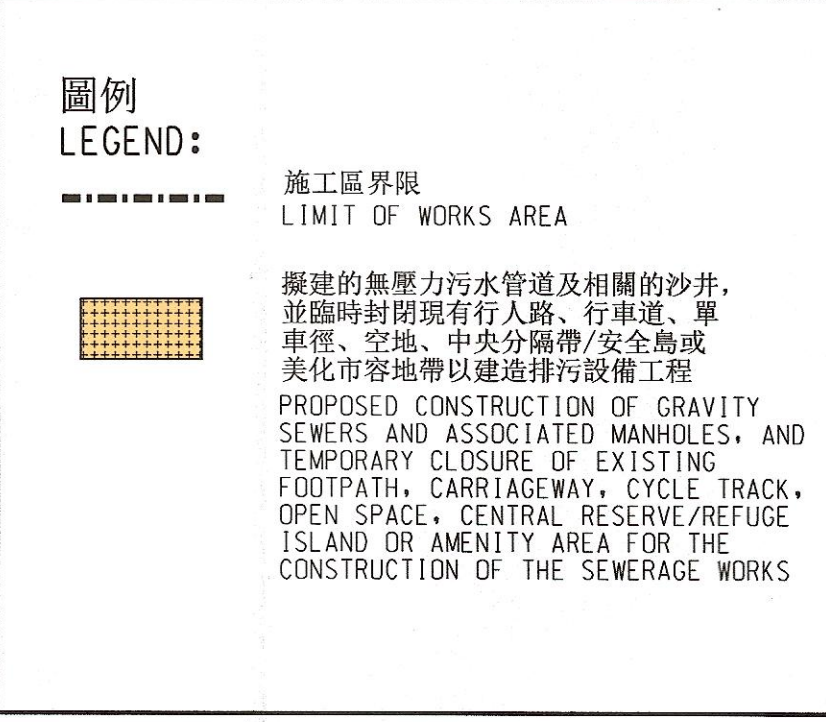 圖例
LEGEND:
施工區界限
LIMIT OF WORKS AREA
擬建的無壓力污水管道及相關的沙井,
並臨時封閉現有行人路、行車道、單
車徑、空地、中央分隔帶/安全島或
美化市容地帶以建造排污設備工程
PROPOSED CONSTRUCTION OF GRAVITY
SEWERS AND ASSOCIATED MANHOLES, AND
TEMPORARY CLOSURE OF EXISTING
FOOTPATH, CARRIAGEWAY, CYCLE TRACK,
OPEN SPACE, CENTRAL RESERVE/REFUGE
ISLAND OR AMENITY AREA FOR THE
CONSTRUCTION OF THE SEWERAGE WORKS